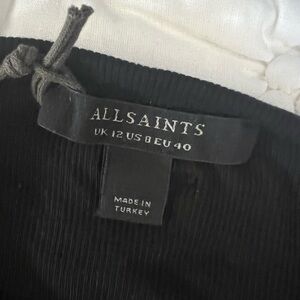 ALLSAINTS
UK 12 US 8 EU 40
MADE IN
TURKEY